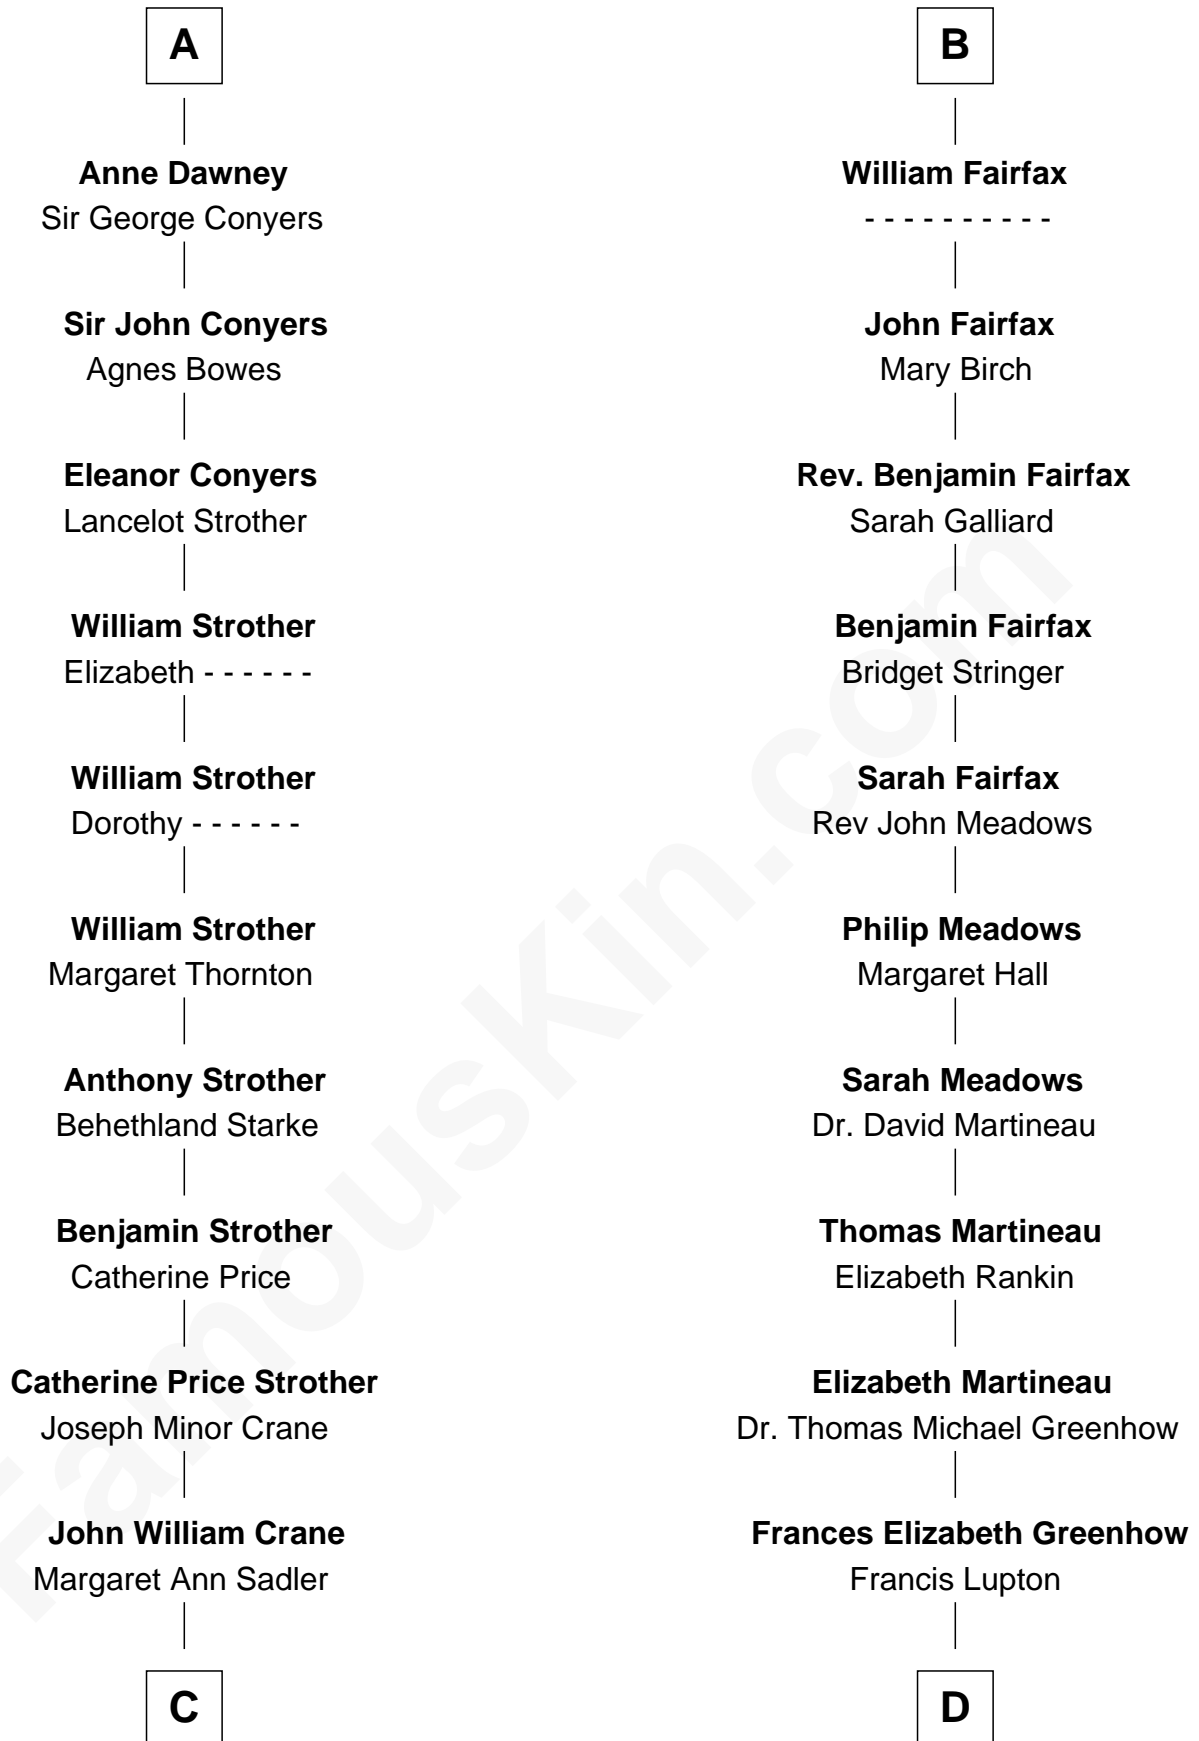 A
Anne Dawney
Sir George Conyers
Sir John Conyers
Agnes Bowes
Eleanor Conyers
Lancelot Strother
William Strother
Elizabeth - - - - - -
William Strother
Dorothy - - - - - -
William Strother
Margaret Thornton
Anthony Strother
Behethland Starke
Benjamin Strother
Catherine Price
Catherine Price Strother
Joseph Minor Crane
John William Crane
Margaret Ann Sadler
C
B
William Fairfax
- - - - - - - - - -
John Fairfax
Mary Birch
Rev. Benjamin Fairfax
Sarah Galliard
Benjamin Fairfax
Bridget Stringer
Sarah Fairfax
Rev John Meadows
Philip Meadows
Margaret Hall
Sarah Meadows
Dr. David Martineau
Thomas Martineau
Elizabeth Rankin
Elizabeth Martineau
Dr. Thomas Michael Greenhow
Frances Elizabeth Greenhow
Francis Lupton
D
FamousKin.com